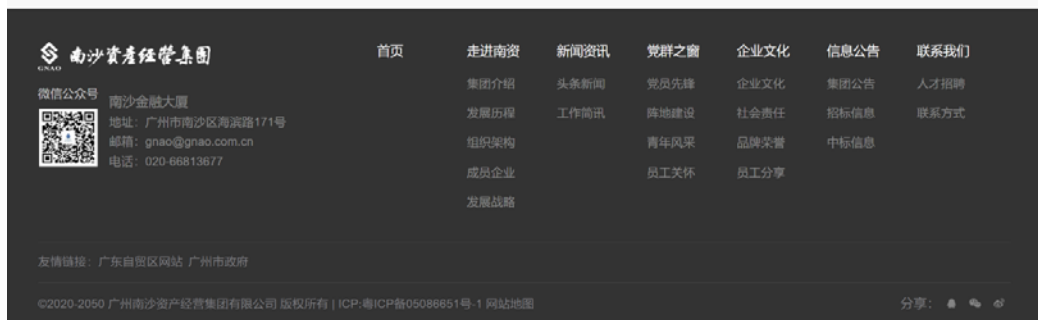 南沙资产经营集团
GNAO
微信公众号
南沙金融大厦
地址：广州市南沙区海滨路171号
邮箱：gnao@gnao.com.cn
电话：020-66813677
首页
走进南资
集团介绍
发展历程
组织架构
成员企业
发展战略
新闻资讯
头条新闻
工作简讯
党群之窗
党员先锋
阵地建设
青年风采
员工关怀
企业文化
企业文化
社会责任
品牌荣誉
员工分享
信息公告
集团公告
招标信息
中标信息
联系我们
人才招聘
联系方式
友情链接：广东自贸区网站 广州市政府
©2020-2050 广州南沙资产经营集团有限公司 版权所有 | ICP:粤ICP备05086651号-1 网站地图
分享：